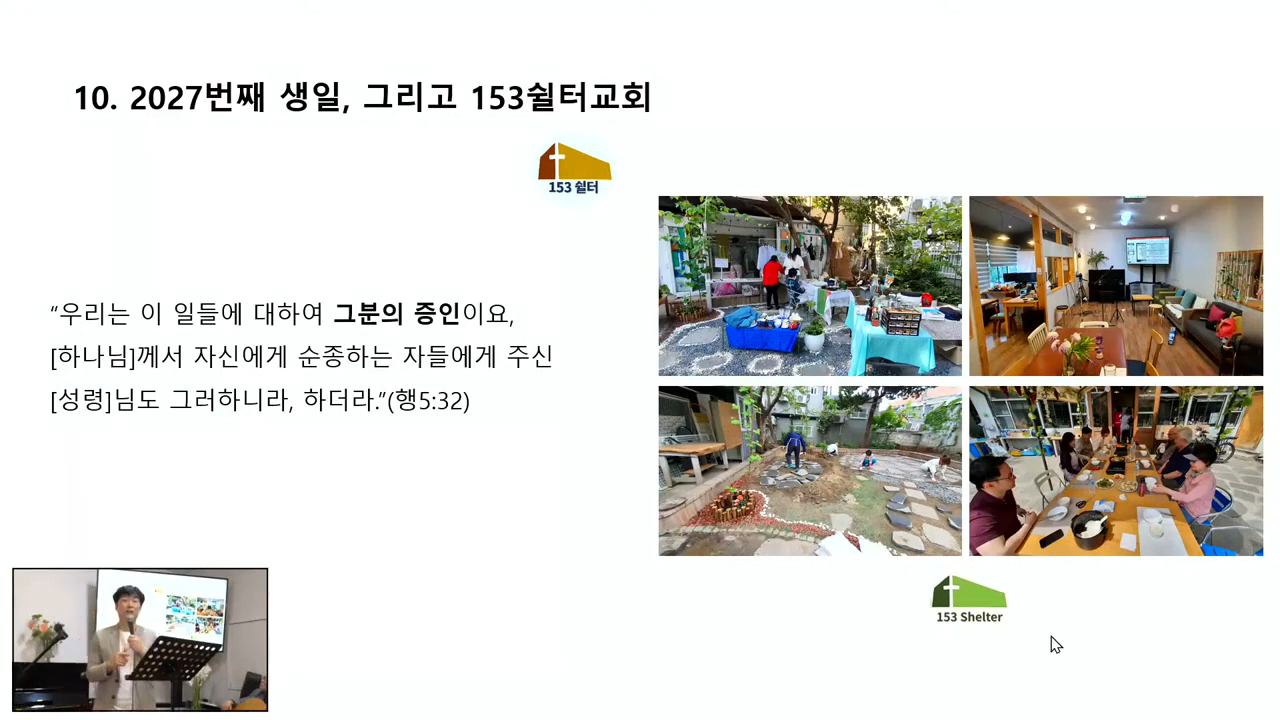 10. 2027번째 생일, 그리고 153쉴터교회
153 쉴터
“우리는 이 일들에 대하여 그분의 증인이요,
[하나님]께서 자신에게 순종하는 자들에게 주신
[성령]님도 그러하니라, 하더라.”(행5:32)
153 Shelter